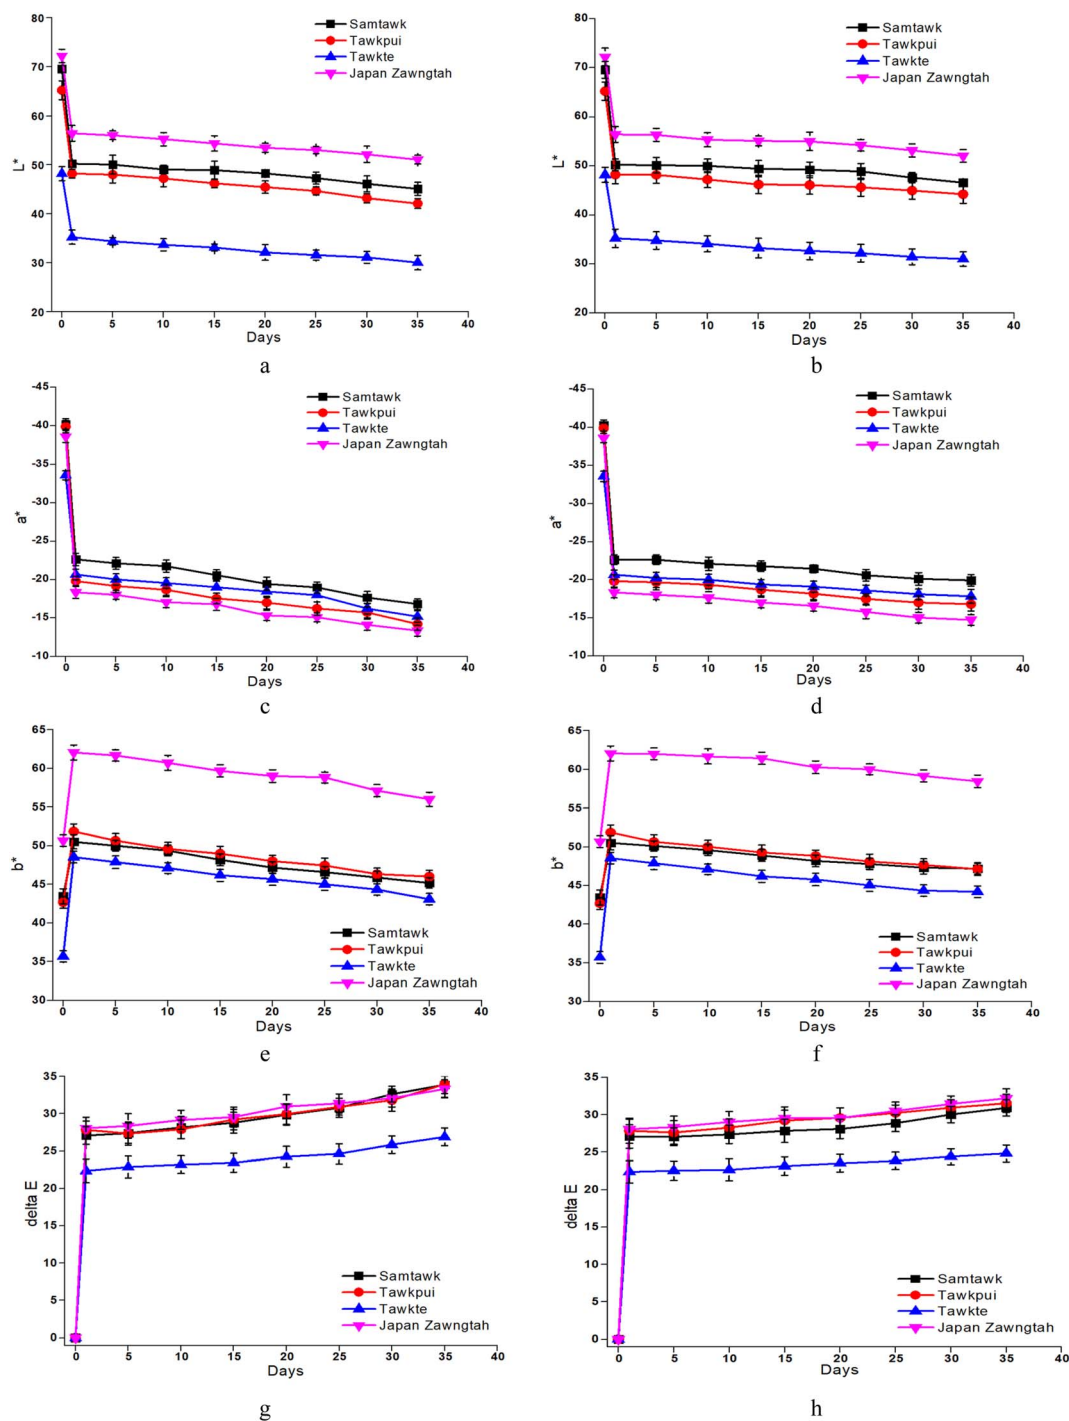 80
70
60
50
40
30
20
L*
0 5 10 15 20 25 30 35 40
Days
Samtawk
Tawkpui
Tawkte
Japan Zawngtah
a
80
70
60
50
40
30
20
L*
0 5 10 15 20 25 30 35 40
Days
Samtawk
Tawkpui
Tawkte
Japan Zawngtah
b
-45
-40
-35
-30
-25
-20
-15
-10
a*
0 5 10 15 20 25 30 35 40
Days
Samtawk
Tawkpui
Tawkte
Japan Zawngtah
c
-45
-40
-35
-30
-25
-20
-15
-10
a*
0 5 10 15 20 25 30 35 40
Days
Samtawk
Tawkpui
Tawkte
Japan Zawngtah
d
65
60
55
50
45
40
35
30
b*
0 5 10 15 20 25 30 35 40
Days
Samtawk
Tawkpui
Tawkte
Japan Zawngtah
e
65
60
55
50
45
40
35
30
b*
0 5 10 15 20 25 30 35 40
Days
Samtawk
Tawkpui
Tawkte
Japan Zawngtah
f
35
30
25
20
15
10
5
0
delta E
0 5 10 15 20 25 30 35 40
Days
Samtawk
Tawkpui
Tawkte
Japan Zawngtah
g
35
30
25
20
15
10
5
0
delta E
0 5 10 15 20 25 30 35 40
Days
Samtawk
Tawkpui
Tawkte
Japan Zawngtah
h